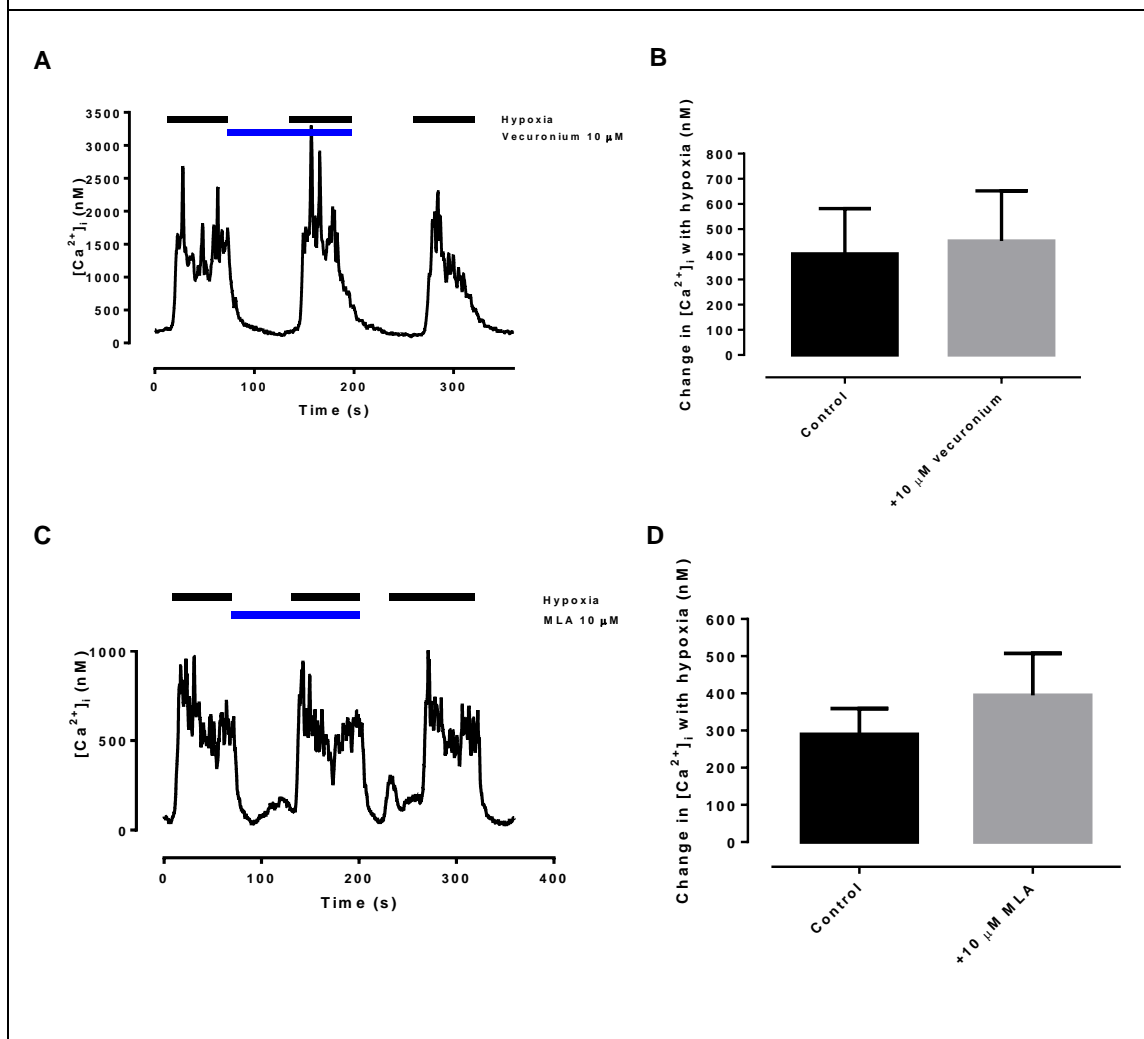 A
3500
3000
2500
2000
1500
1000
500
0
[Ca²⁺]ᵢ (nM)
Hypoxia
Vecuronium 10 μM
0 100 200 300
Time (s)
B
800
700
600
500
400
300
200
100
0
Change in [Ca²⁺]ᵢ with hypoxia (nM)
Control
+10 μM vecuronium
C
Hypoxia
MLA 10 μM
1000
500
0
[Ca²⁺]ᵢ (nM)
0 100 200 300 400
Time (s)
D
600
500
400
300
200
100
0
Change in [Ca²⁺]ᵢ with hypoxia (nM)
Control
+10 μM MLA